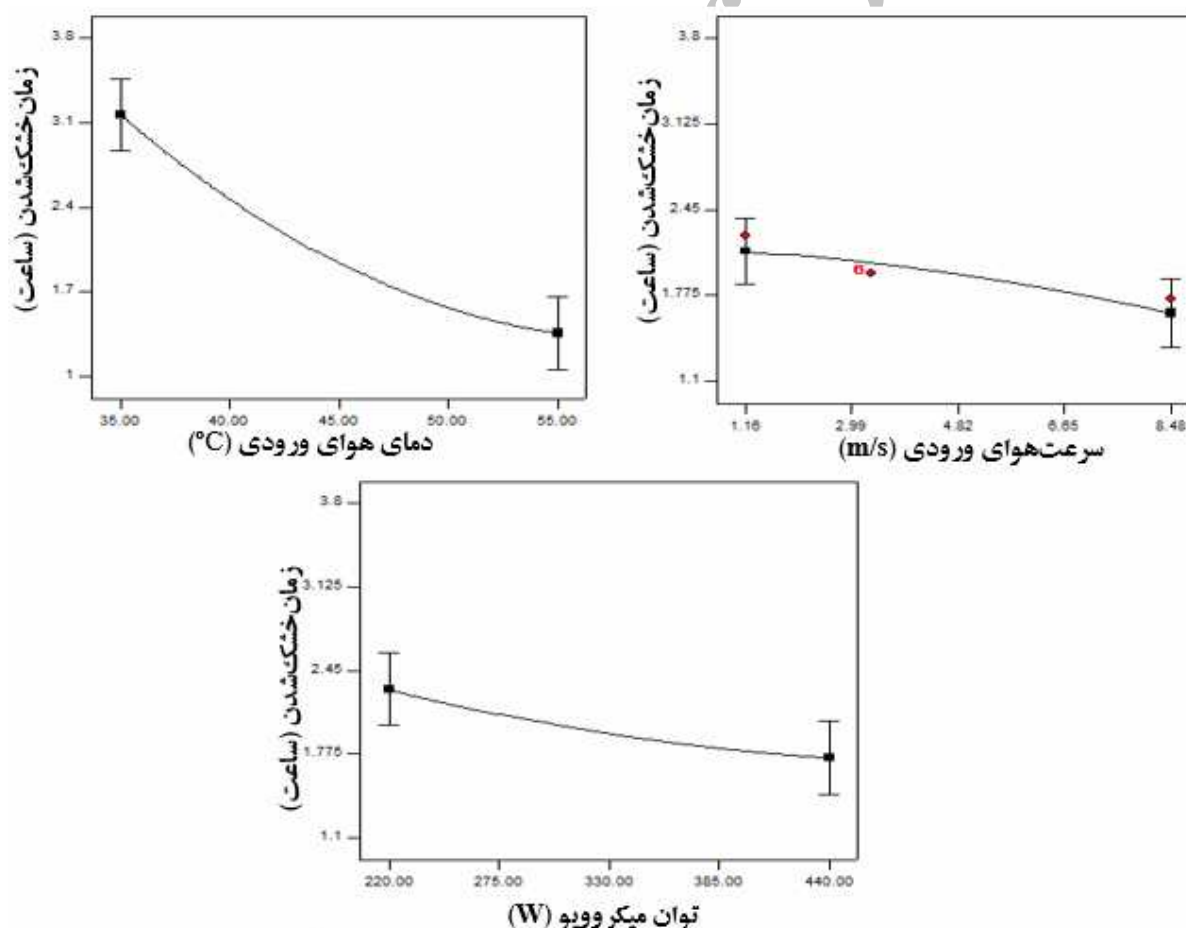 زمان‌خشک‌شدن (ساعت)
3.8
3.1
2.4
1.7
1
35.00 40.00 45.00 50.00 55.00
دمای هوای ورودی (°C)
زمان‌خشک‌شدن (ساعت)
3.8
3.125
2.45
1.775
1.1
6
1.16 2.99 4.82 6.65 8.48
سرعت‌هوای ورودی (m/s)
زمان‌خشک‌شدن (ساعت)
3.8
3.125
2.45
1.775
1.1
220.00 275.00 330.00 385.00 440.00
توان میکروویو (W)